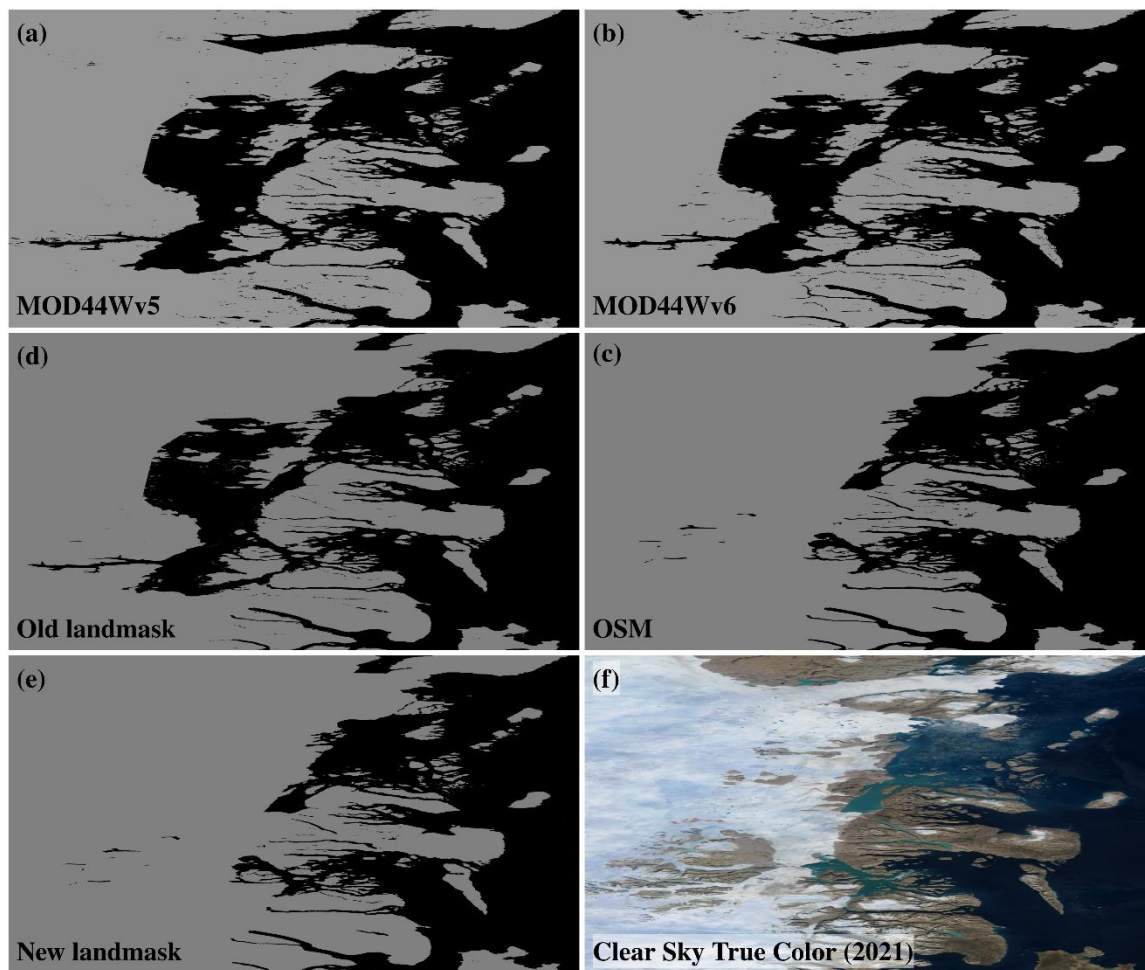 (a)
MOD44Wv5
(b)
MOD44Wv6
(d)
Old landmask
(c)
OSM
(e)
New landmask
(f)
Clear Sky True Color (2021)